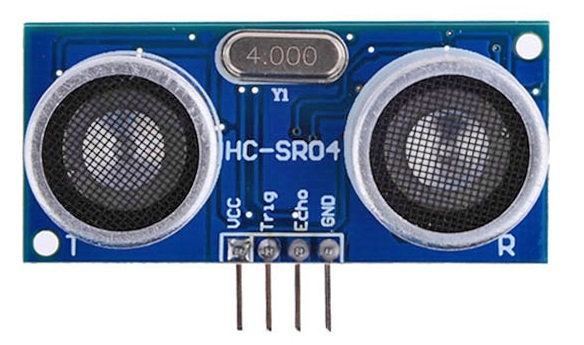 4.000
Y1
HC-SR04
VCC
Trig
Echo
GND
T
R